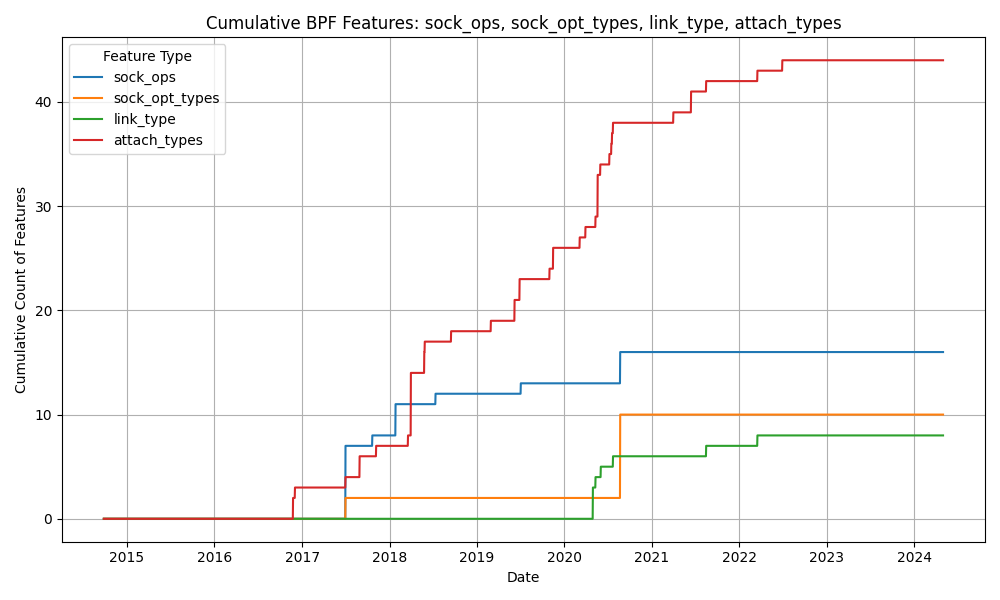 Cumulative BPF Features: sock_ops, sock_opt_types, link_type, attach_types
Feature Type
sock_ops
sock_opt_types
link_type
attach_types
Cumulative Count of Features
40
30
20
10
0
2015 2016 2017 2018 2019 2020 2021 2022 2023 2024
Date